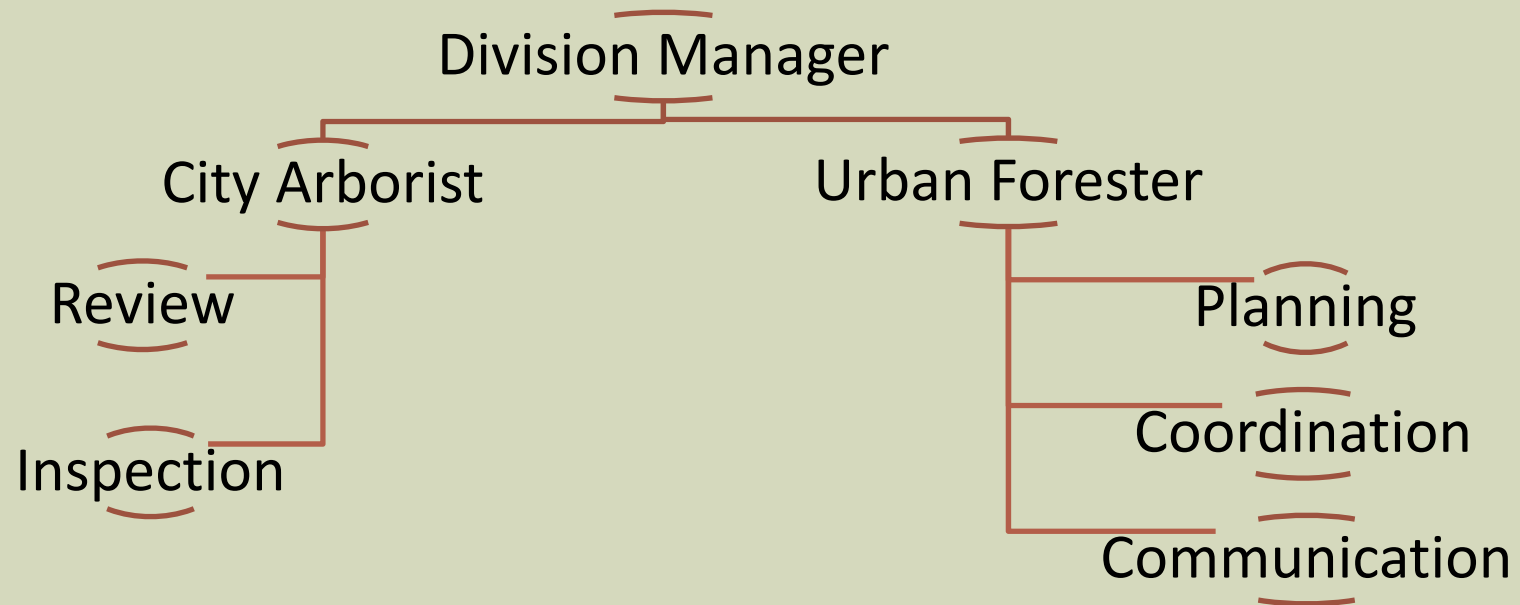 Division Manager
City Arborist
Urban Forester
Review
Planning
Inspection
Coordination
Communication